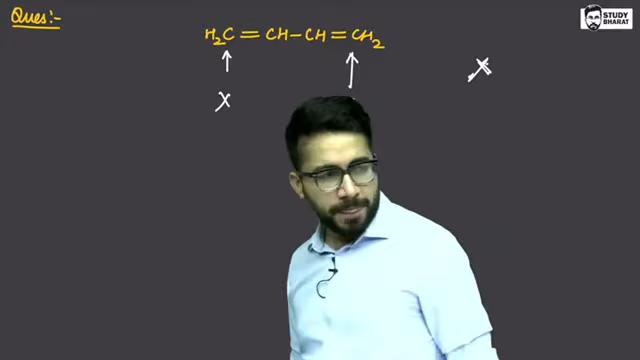 Ques:-
H₂C=CH-CH=CH₂
X
STUDY
BHARAT